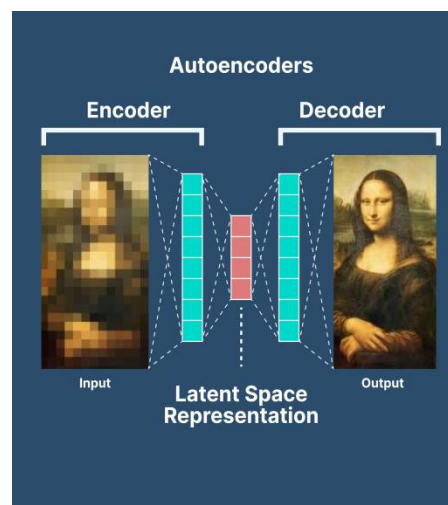 Autoencoders
Encoder
Decoder
Input
Output
Latent Space
Representation